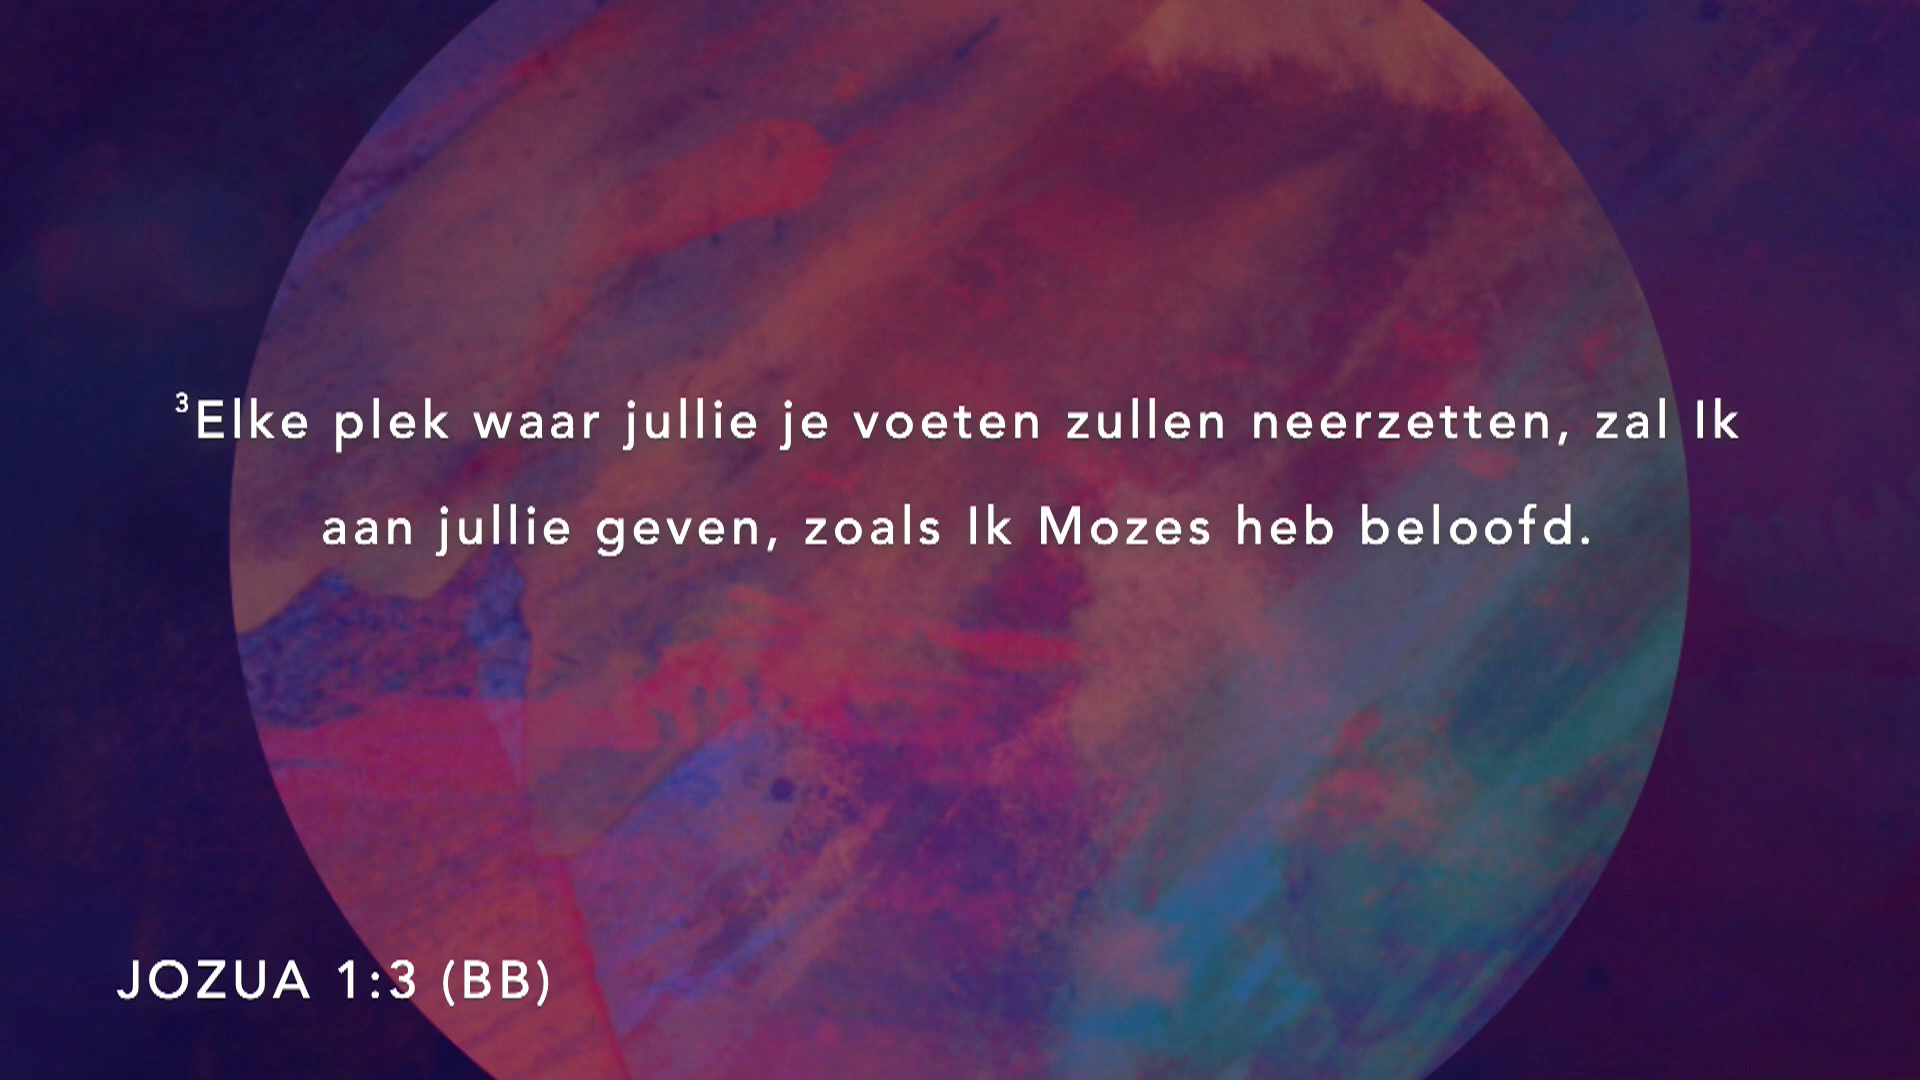 ³Elke plek waar jullie je voeten zullen neerzetten, zal Ik
aan jullie geven, zoals Ik Mozes heb beloofd.
JOZUA 1:3 (BB)